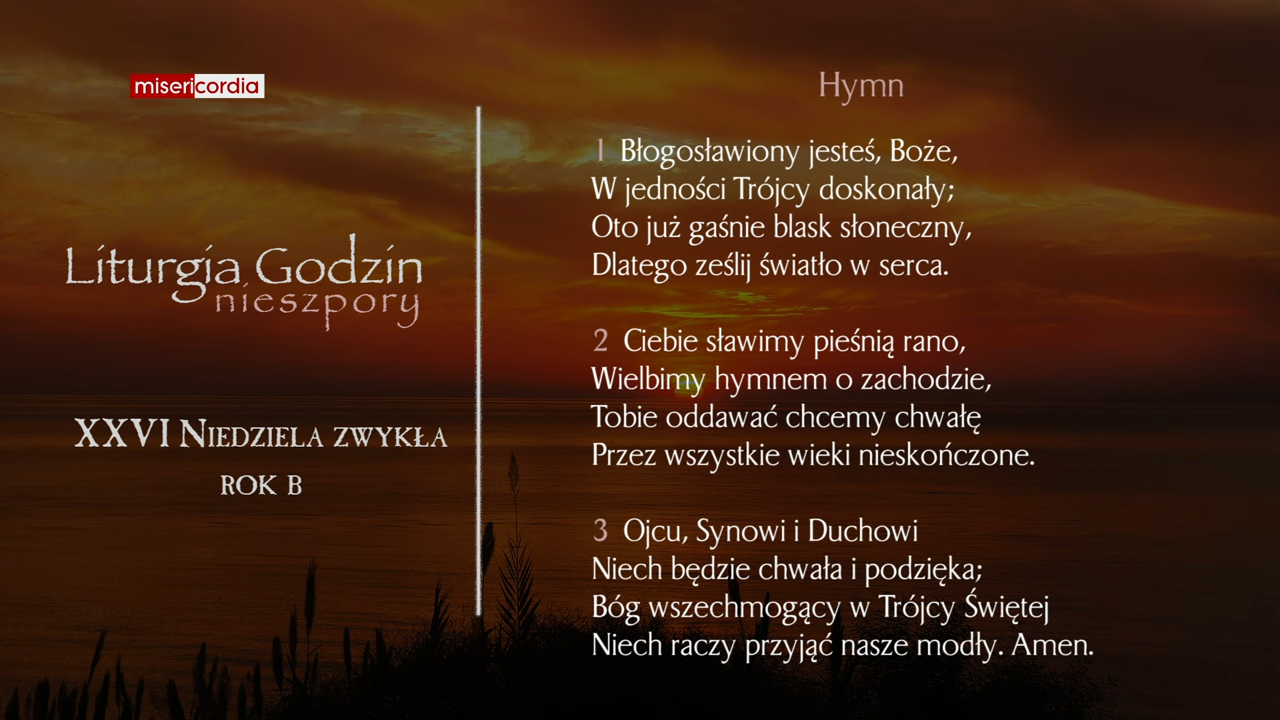 misericordia
Liturgia Godzin
nieszpory
XXVI NIEDZIELA ZWYKŁA
ROK B
Hymn
1 Błogosławiony jesteś, Boże,
W jedności Trójcy doskonały;
Oto już gaśnie blask słoneczny,
Dlatego ześlij światło w serca.
2 Ciebie sławimy pieśnią rano,
Wielbimy hymnem o zachodzie,
Tobie oddawać chcemy chwałę
Przez wszystkie wieki nieskończone.
3 Ojcu, Synowi i Duchowi
Niech będzie chwała i podzięka;
Bóg wszechmogący w Trójcy Świętej
Niech raczy przyjąć nasze modły. Amen.